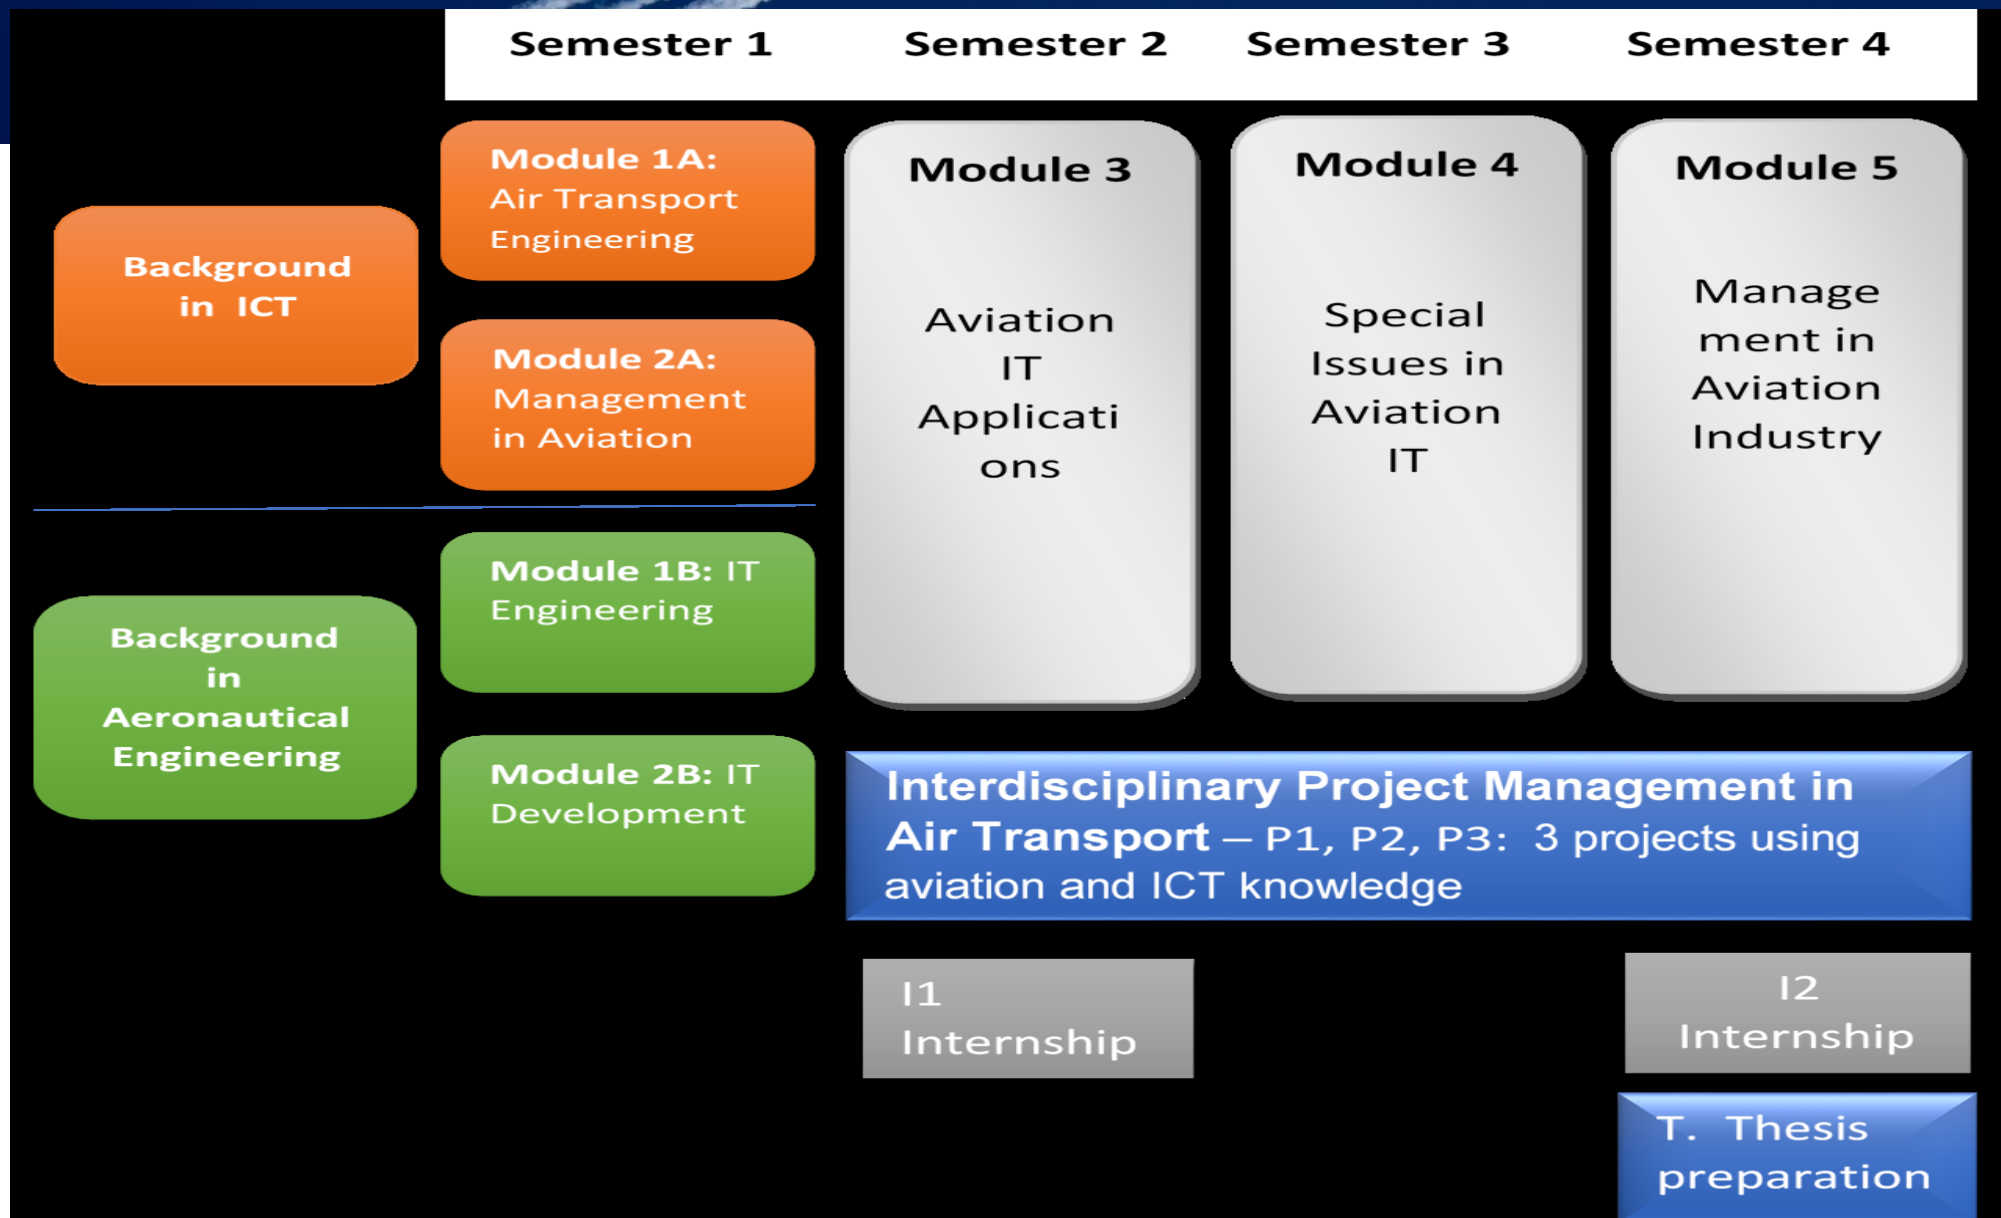 Semester 1 Semester 2 Semester 3 Semester 4
Background
in ICT
Module 1A:
Air Transport
Engineering
Module 2A:
Management
in Aviation
Background
in
Aeronautical
Engineering
Module 1B: IT
Engineering
Module 2B: IT
Development
Module 3
Aviation
IT
Applicati
ons
Module 4
Special
Issues in
Aviation
IT
Module 5
Manage
ment in
Aviation
Industry
Interdisciplinary Project Management in
Air Transport – P1, P2, P3: 3 projects using
aviation and ICT knowledge
I1
Internship
I2
Internship
T. Thesis
preparation